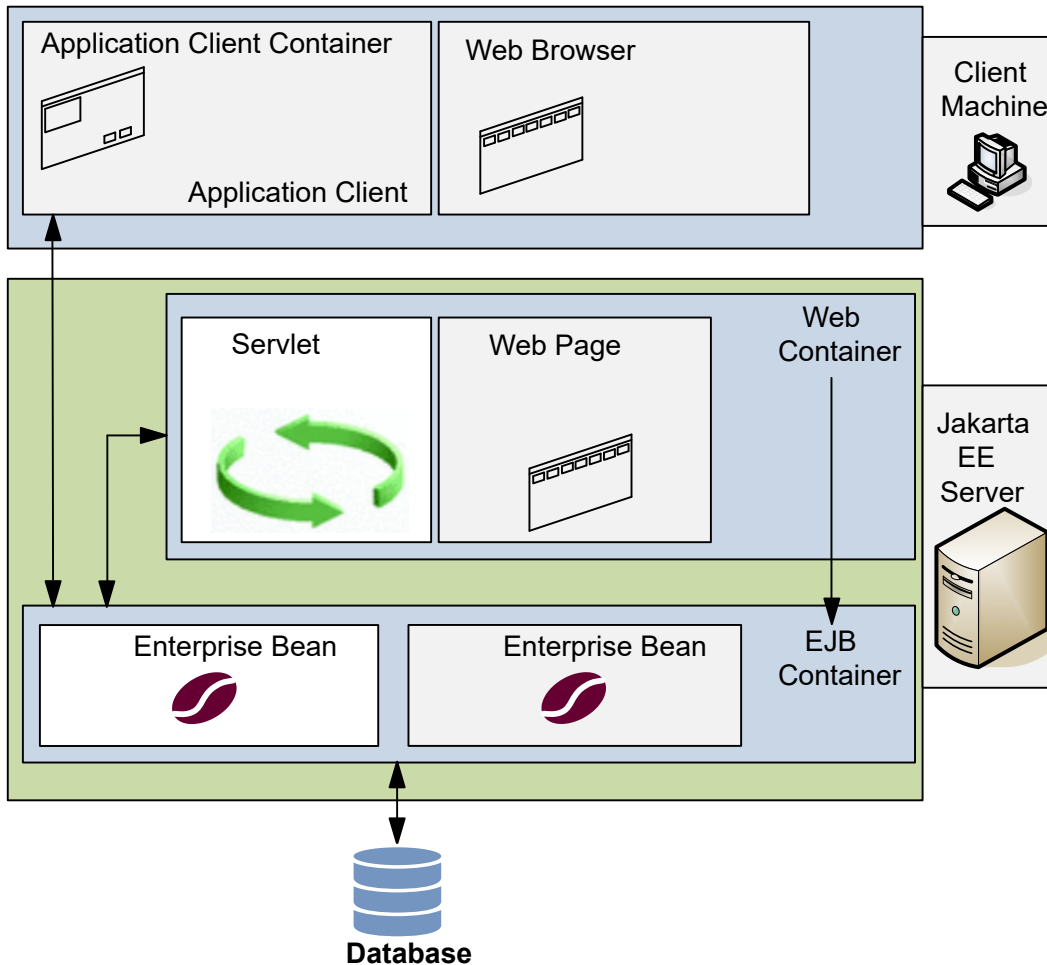 Application Client Container
Web Browser
Application Client
Client
Machine
Servlet
Web Page
Web
Container
Jakarta
EE
Server
Enterprise Bean
Enterprise Bean
EJB
Container
Database